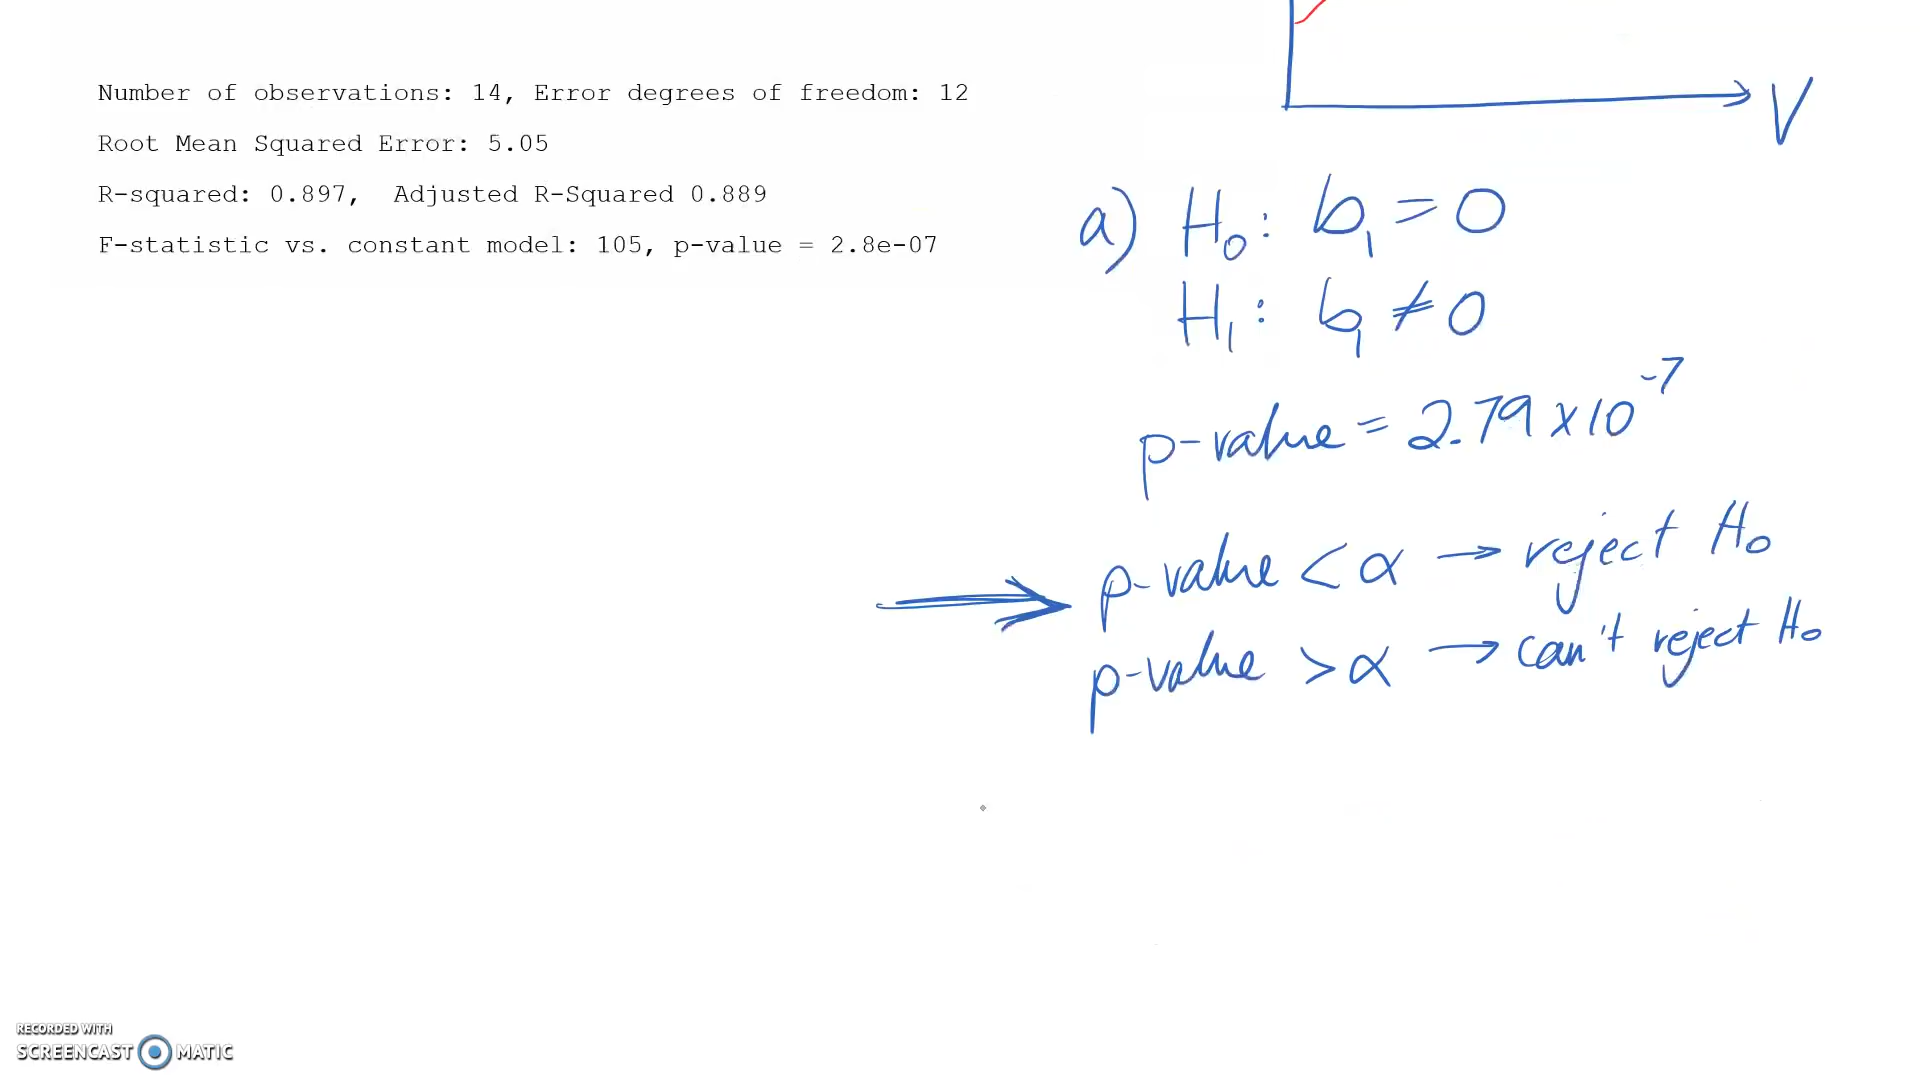 Number of observations: 14, Error degrees of freedom: 12
Root Mean Squared Error: 5.05
R-squared: 0.897, Adjusted R-Squared 0.889
F-statistic vs. constant model: 105, p-value = 2.8e-07
V
a) H₀: b₁ = 0
H₁: b₁ ≠ 0
p-value = 2.79 x 10⁻⁷
p-value < α → reject H₀
p-value > α → can't reject H₀
RECORDED WITH
SCREENCAST MATIC